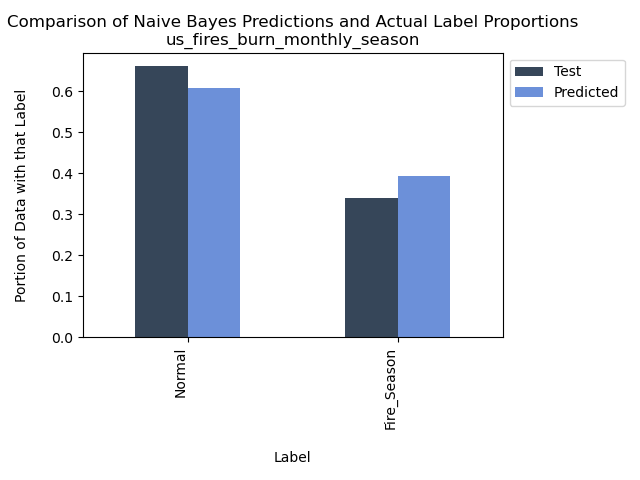 Comparison of Naive Bayes Predictions and Actual Label Proportions
us_fires_burn_monthly_season
Test
Predicted
Portion of Data with that Label
0.6
0.5
0.4
0.3
0.2
0.1
0.0
Normal
Fire_Season
Label